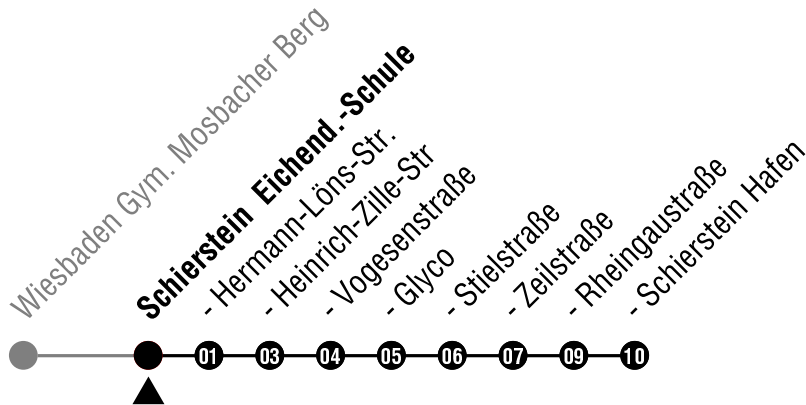 Wiesbaden Gym. Mosbacher Berg
Schierstein Eichend.-Schule
- Hermann-Löns-Str.
- Heinrich-Zille-Str
- Vogesenstraße
- Glyco
- Stielstraße
- Zeilstraße
- Rheingaustraße
- Schierstein Hafen
01 03 04 05 06 07 09 10